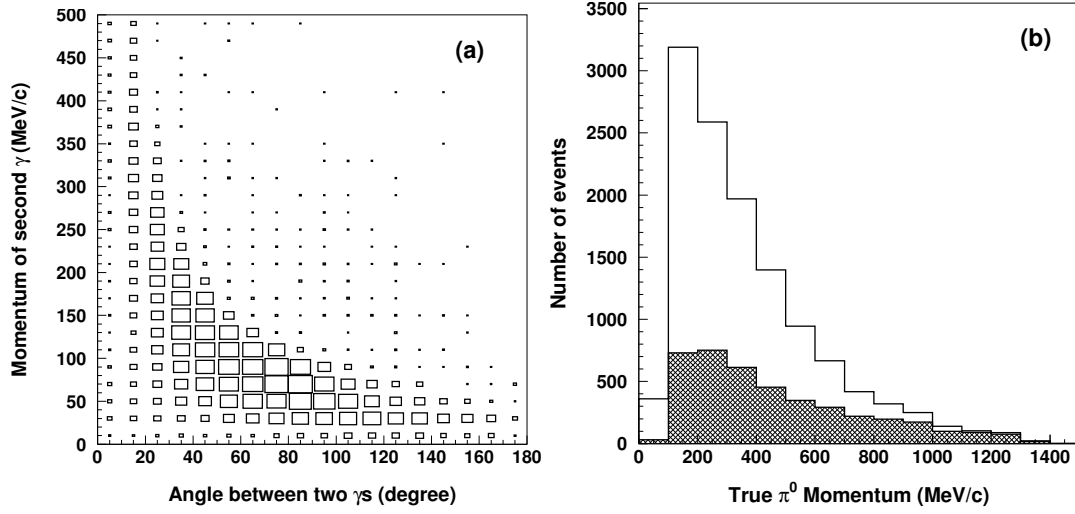 (a)
Momentum of second γ (MeV/c)
500
450
400
350
300
250
200
150
100
50
0
0 20 40 60 80 100 120 140 160 180
Angle between two γs (degree)
(b)
Number of events
3500
3000
2500
2000
1500
1000
500
0
0 200 400 600 800 1000 1200 1400
True π⁰ Momentum (MeV/c)